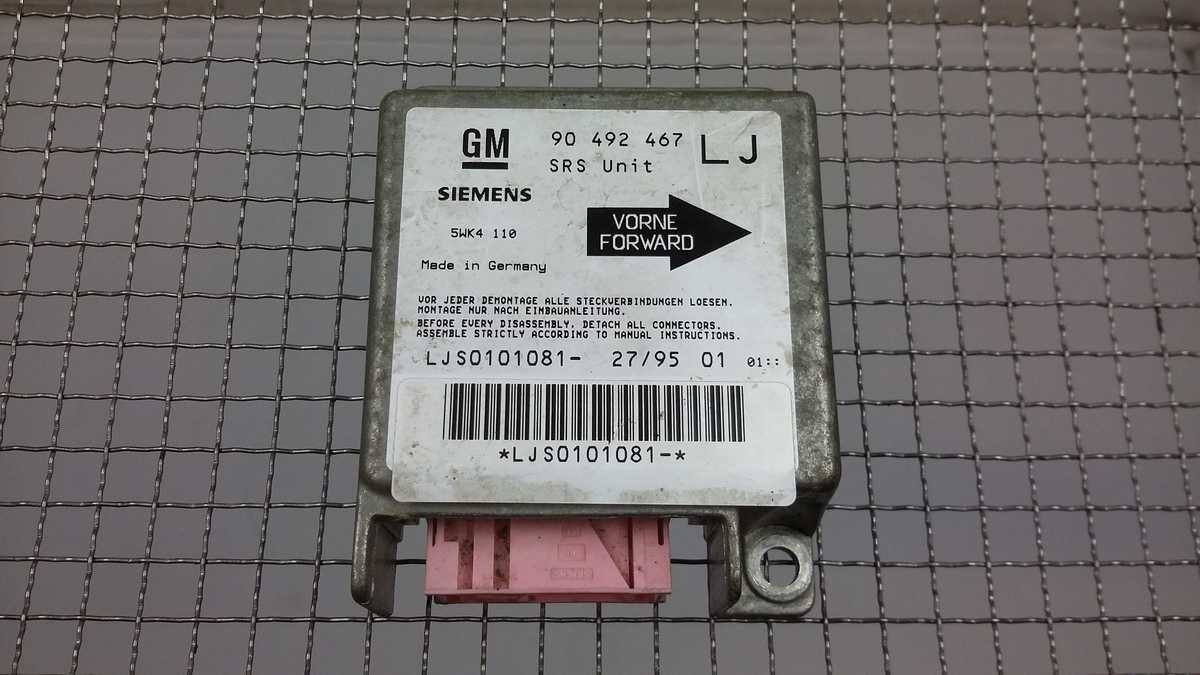 GM 90 492 467 LJ
SRS Unit
SIEMENS
VORNE
FORWARD
5WK4 110
Made in Germany
VOR JEDER DEMONTAGE ALLE STECKVERBINDUNGEN LOESEN.
MONTAGE NUR NACH EINBAUANLEITUNG.
BEFORE EVERY DISASSEMBLY, DETACH ALL CONNECTORS.
ASSEMBLE STRICTLY ACCORDING TO MANUAL INSTRUCTIONS.
LJS0101081- 27/95 01 01::
*LJS0101081-*